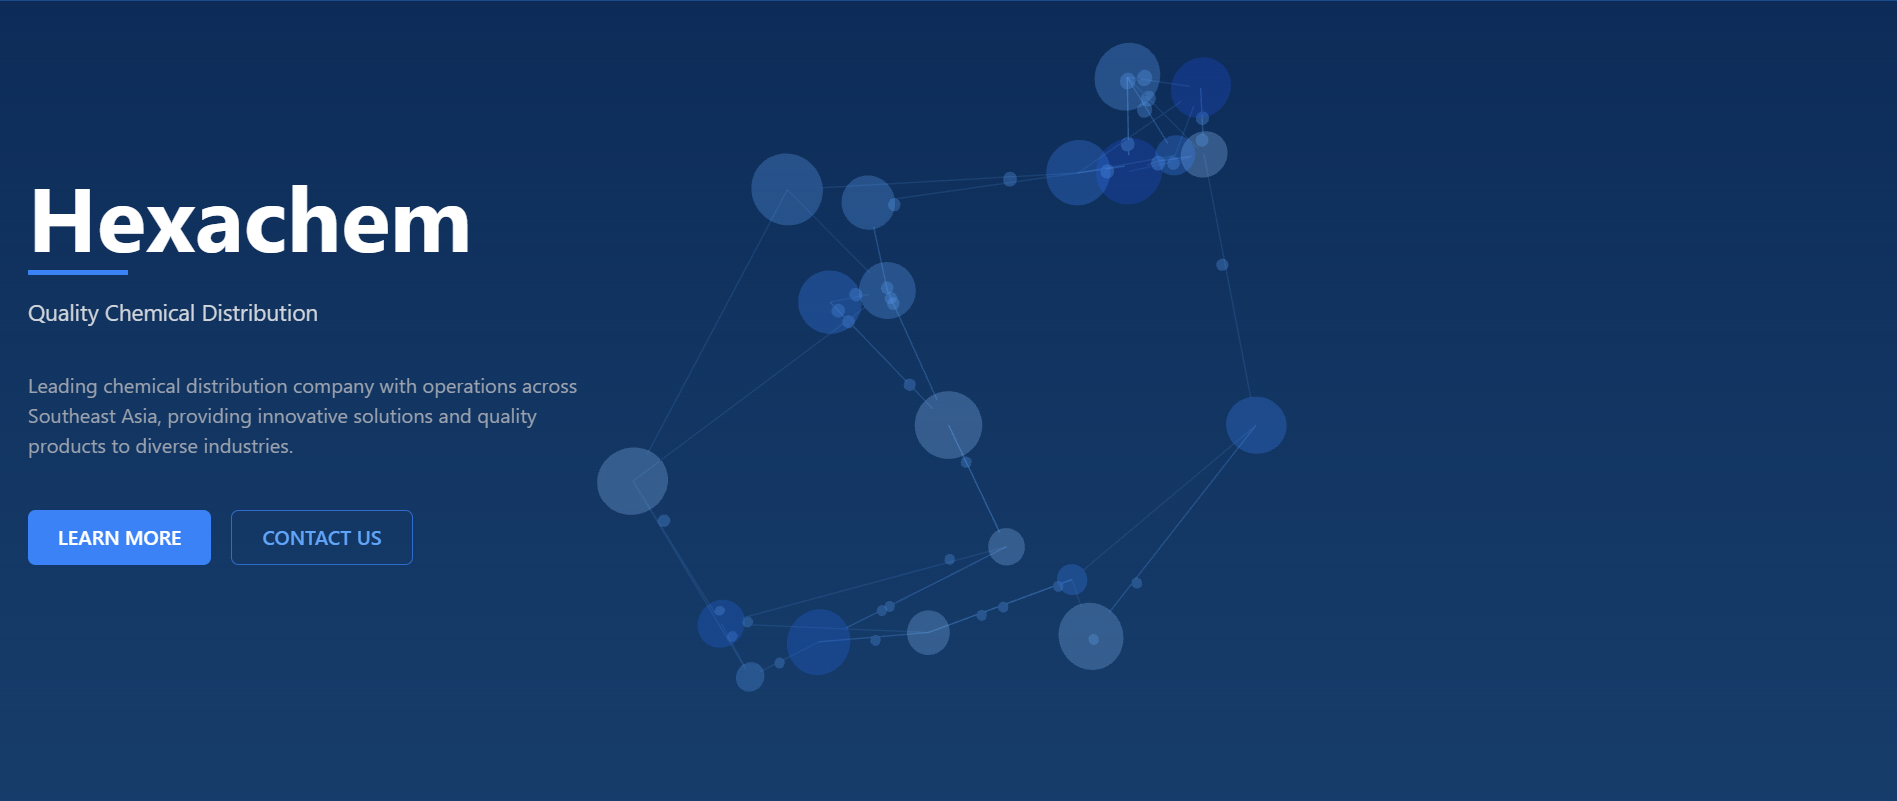 Hexachem
Quality Chemical Distribution
Leading chemical distribution company with operations across
Southeast Asia, providing innovative solutions and quality
products to diverse industries.
LEARN MORE
CONTACT US